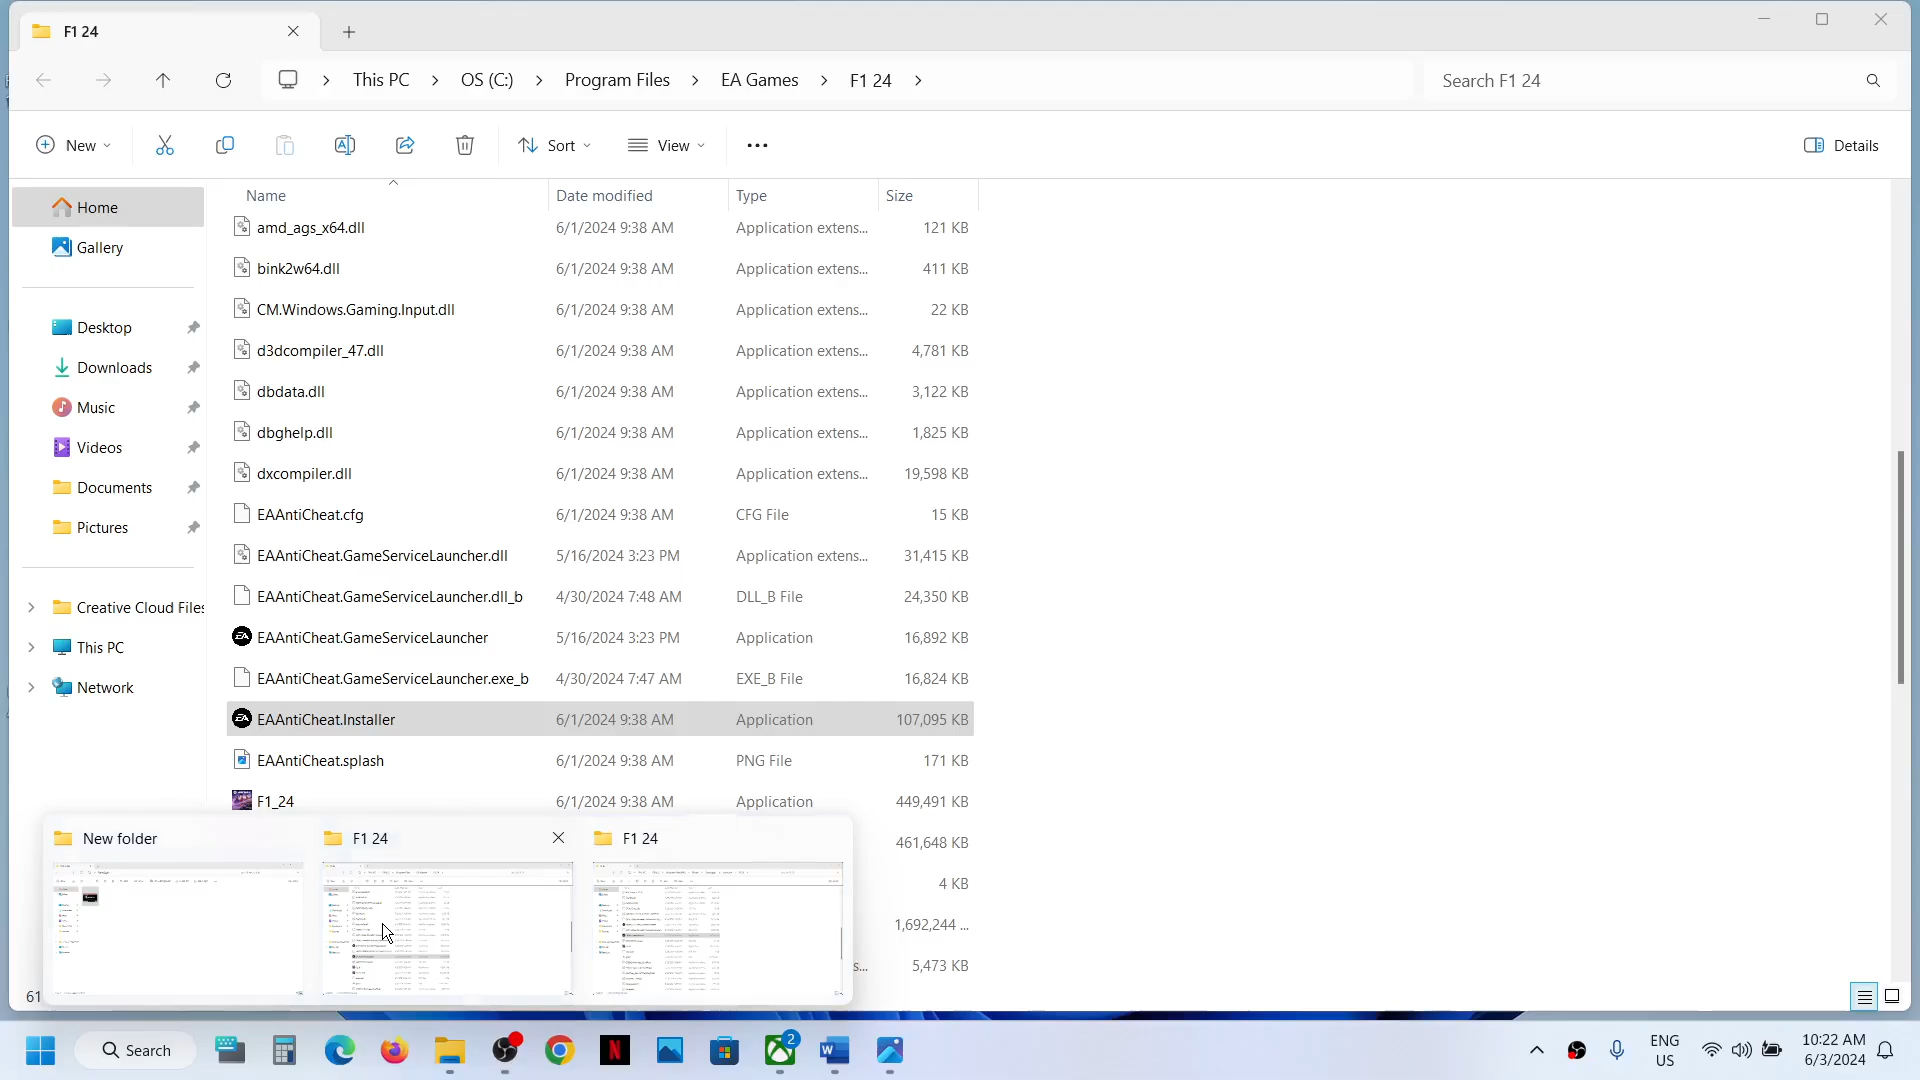 F1 24
This PC
OS (C:)
Program Files
EA Games
F1 24
Search F1 24
New
Sort
View
Details
Name
Date modified
Type
Size
Home
Gallery
Desktop
Downloads
Music
Videos
Documents
Pictures
Creative Cloud Files
This PC
Network
amd_ags_x64.dll 6/1/2024 9:38 AM Application extens... 121 KB
bink2w64.dll 6/1/2024 9:38 AM Application extens... 411 KB
CM.Windows.Gaming.Input.dll 6/1/2024 9:38 AM Application extens... 22 KB
d3dcompiler_47.dll 6/1/2024 9:38 AM Application extens... 4,781 KB
dbdata.dll 6/1/2024 9:38 AM Application extens... 3,122 KB
dbghelp.dll 6/1/2024 9:38 AM Application extens... 1,825 KB
dxcompiler.dll 6/1/2024 9:38 AM Application extens... 19,598 KB
EAAntiCheat.cfg 6/1/2024 9:38 AM CFG File 15 KB
EAAntiCheat.GameServiceLauncher.dll 5/16/2024 3:23 PM Application extens... 31,415 KB
EAAntiCheat.GameServiceLauncher.dll_b 4/30/2024 7:48 AM DLL_B File 24,350 KB
EAAntiCheat.GameServiceLauncher 5/16/2024 3:23 PM Application 16,892 KB
EAAntiCheat.GameServiceLauncher.exe_b 4/30/2024 7:47 AM EXE_B File 16,824 KB
EAAntiCheat.Installer 6/1/2024 9:38 AM Application 107,095 KB
EAAntiCheat.splash 6/1/2024 9:38 AM PNG File 171 KB
F1_24 6/1/2024 9:38 AM Application 449,491 KB
461,648 KB
4 KB
1,692,244 ...
s... 5,473 KB
New folder
F1 24
F1 24
61
Search
2
ENG
US
10:22 AM
6/3/2024